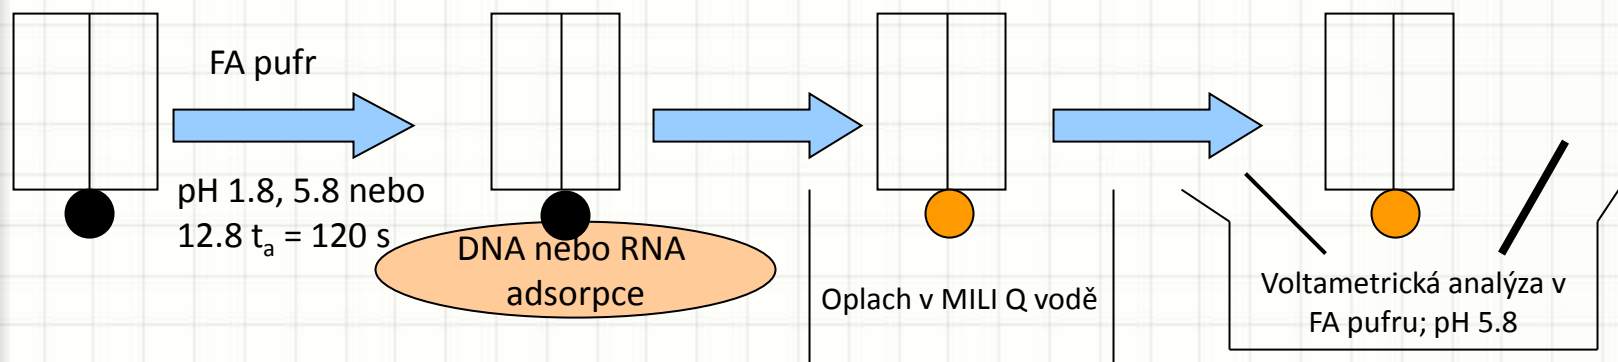 FA pufr
pH 1.8, 5.8 nebo
12.8 tₐ = 120 s
DNA nebo RNA
adsorpce
Oplach v MILI Q vodě
Voltametrická analýza v
FA pufru; pH 5.8